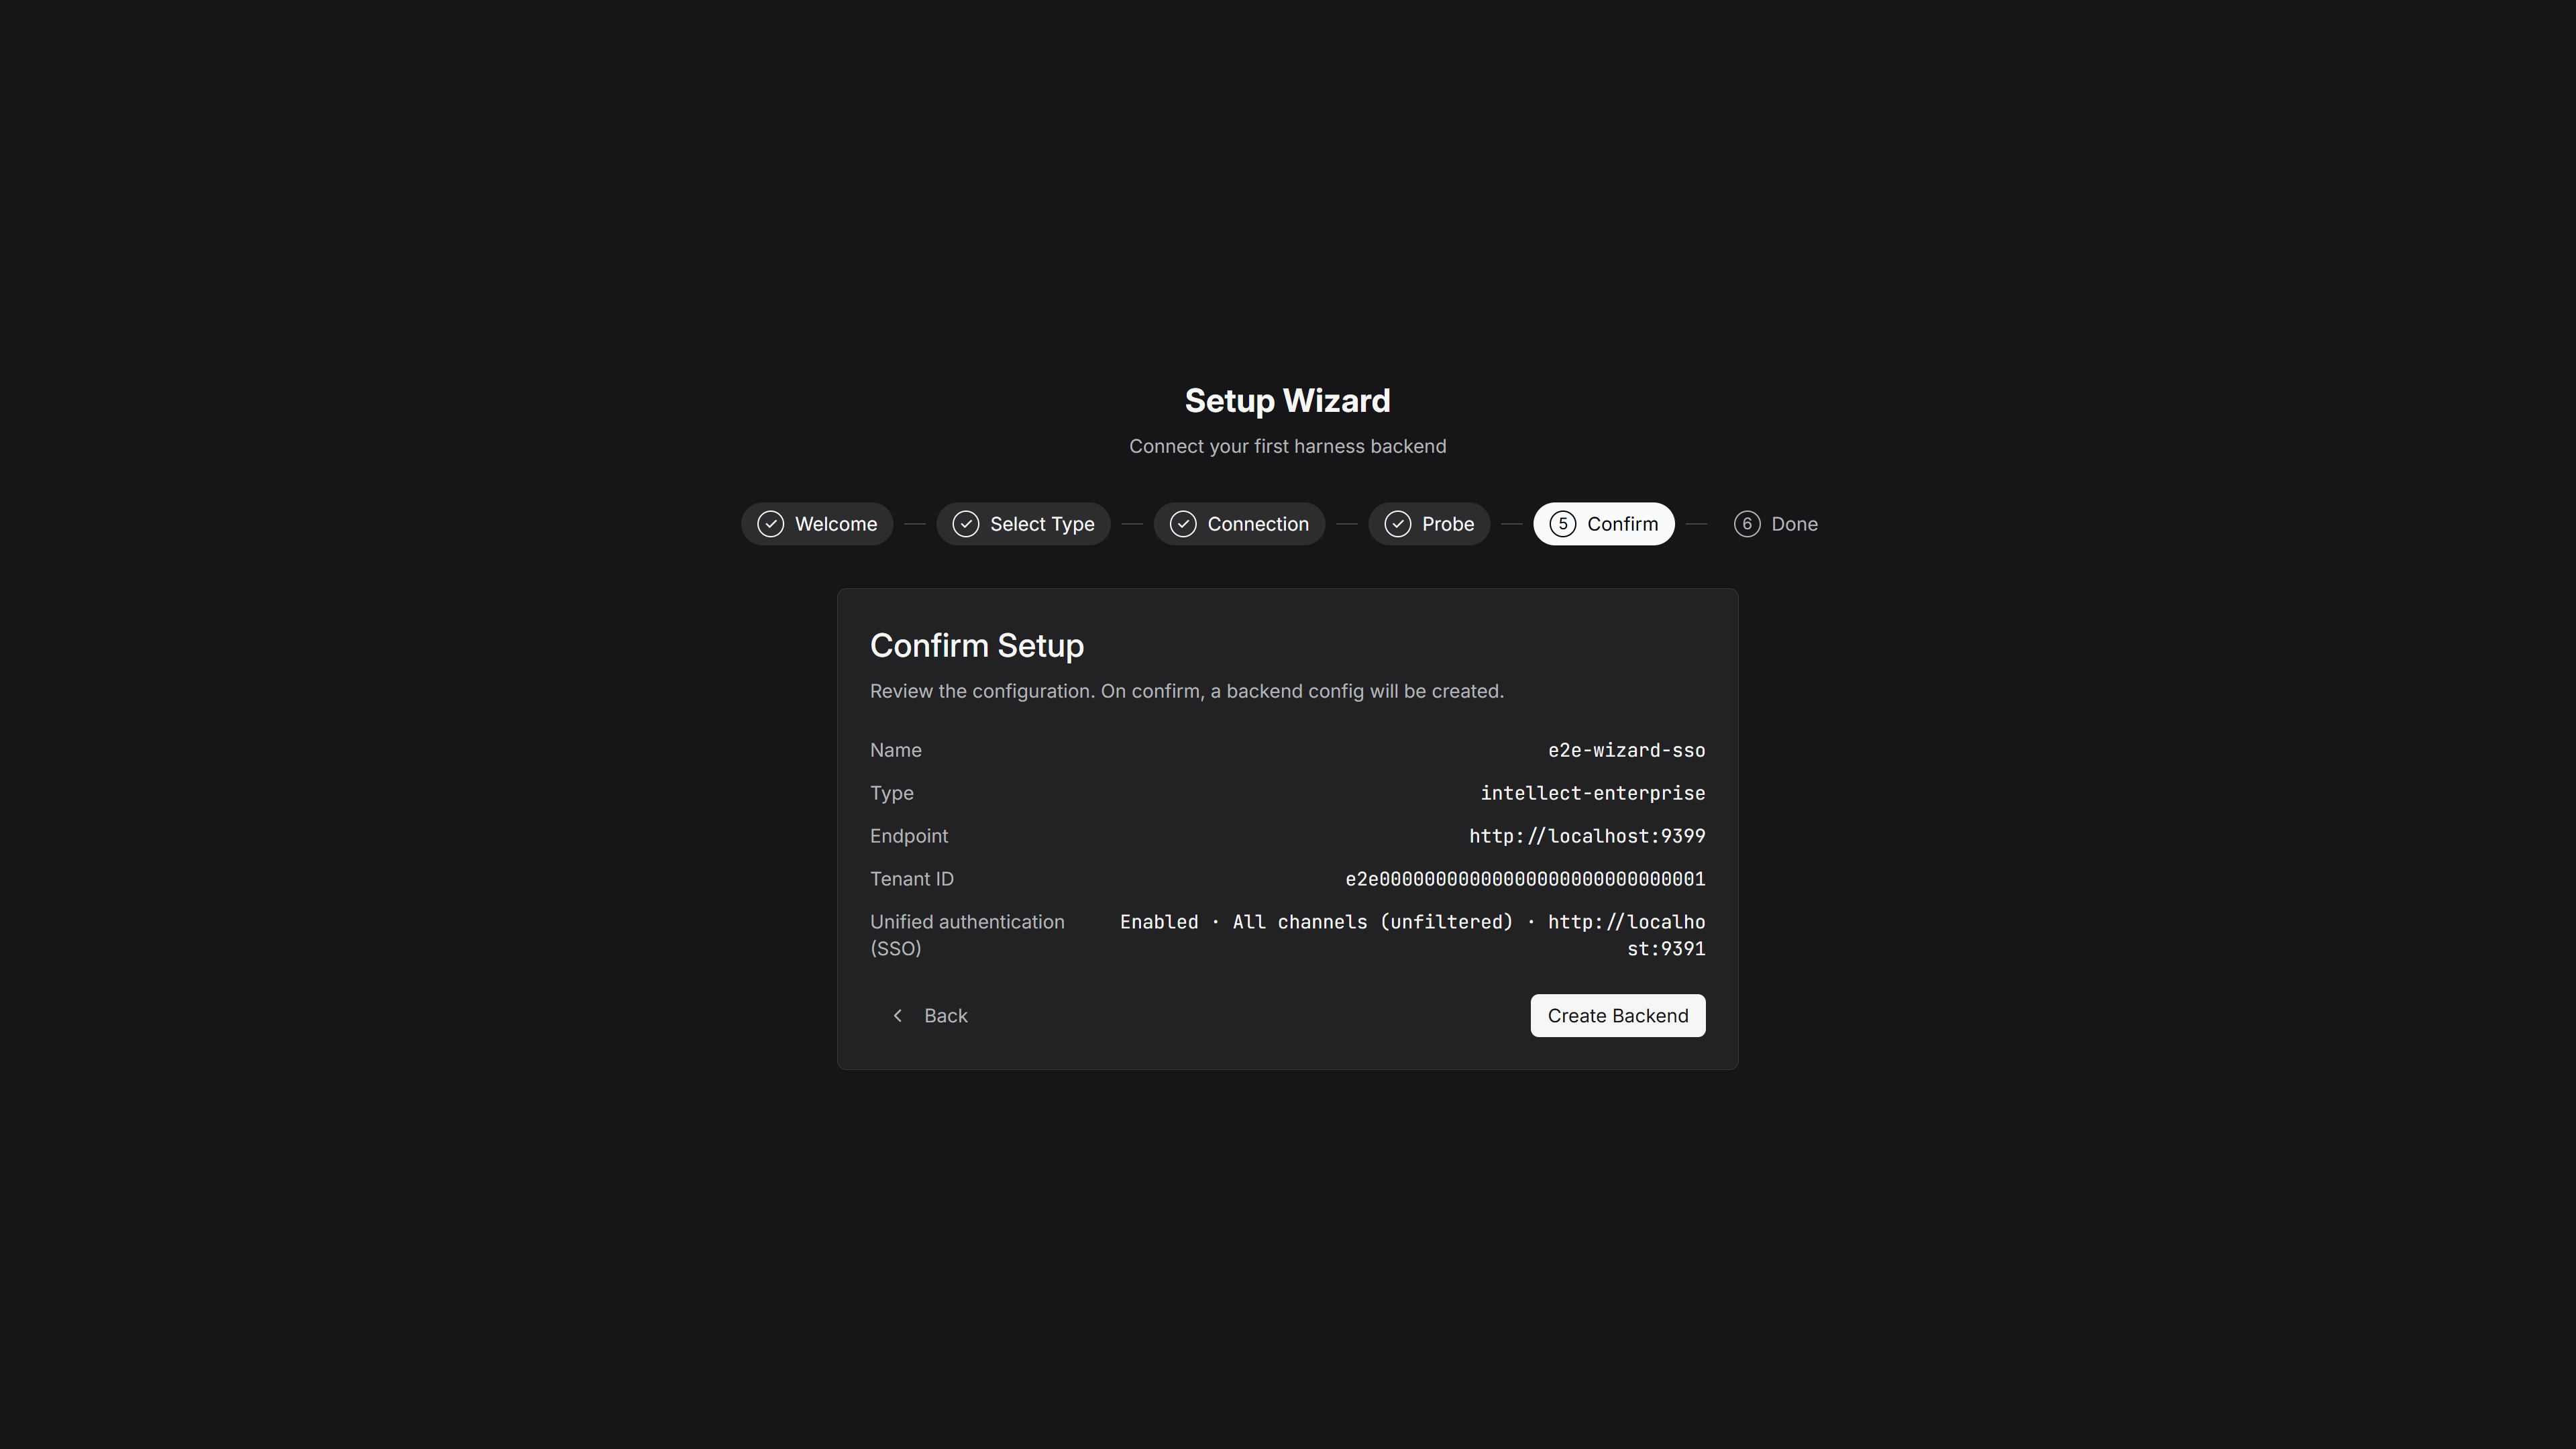 Setup Wizard
Connect your first harness backend
Welcome
Select Type
Connection
Probe
5 Confirm
6 Done
Confirm Setup
Review the configuration. On confirm, a backend config will be created.
Name e2e-wizard-sso
Type intellect-enterprise
Endpoint http://localhost:9399
Tenant ID e2e00000000000000000000000000001
Unified authentication Enabled · All channels (unfiltered) · http://localho
(SSO) st:9391
Back
Create Backend